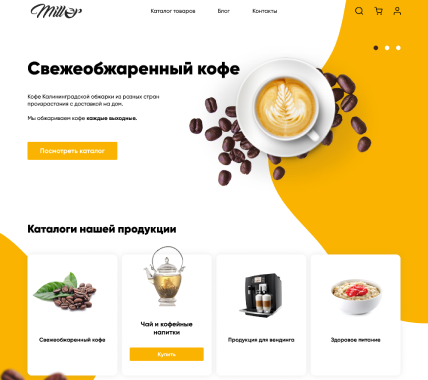 Millor
Каталог товаров
Блог
Контакты
Свежеобжаренный кофе
Кофе Калининградской обжарки из разных стран
произрастания с доставкой на дом.
Мы обжариваем кофе каждые выходные.
Посмотреть каталог
Каталоги нашей продукции
Свежеобжаренный кофе
Чай и кофейные
напитки
Купить
Продукция для вендинга
Здоровое питание